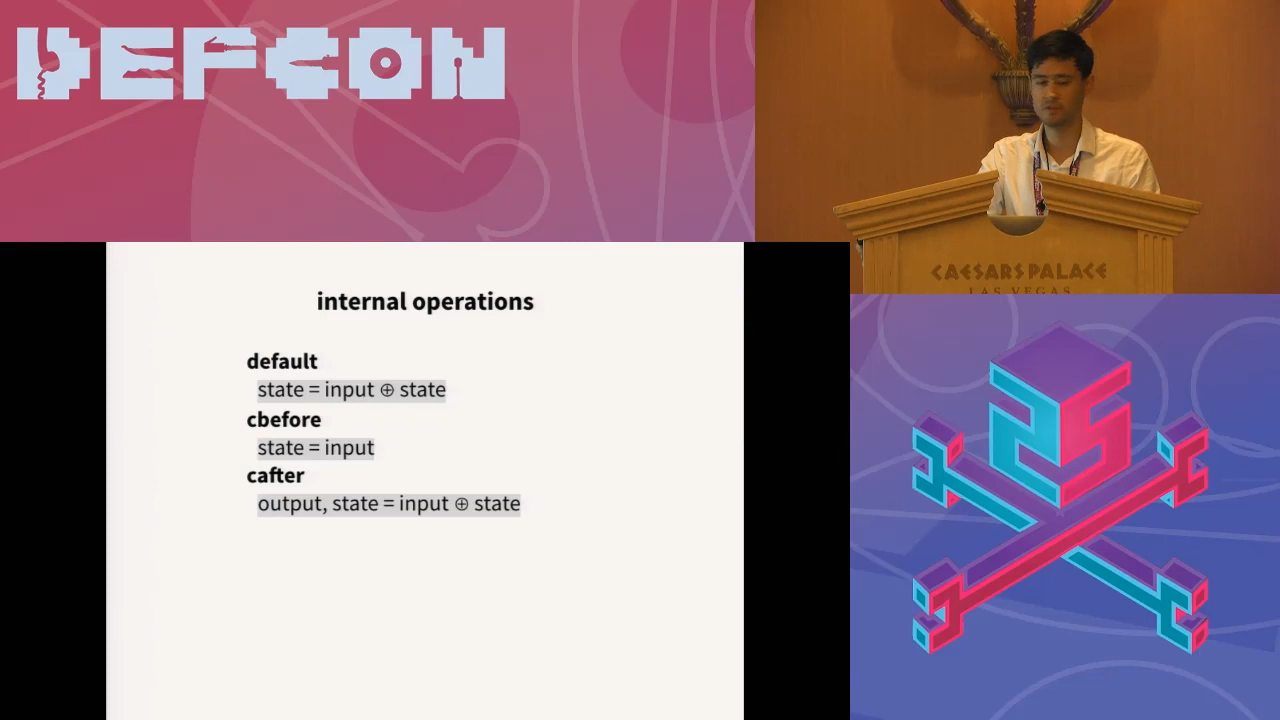 DEFCON
CAESARS PALACE
LAS VEGAS
internal operations
default
state = input ⊕ state
cbefore
state = input
cafter
output, state = input ⊕ state
25